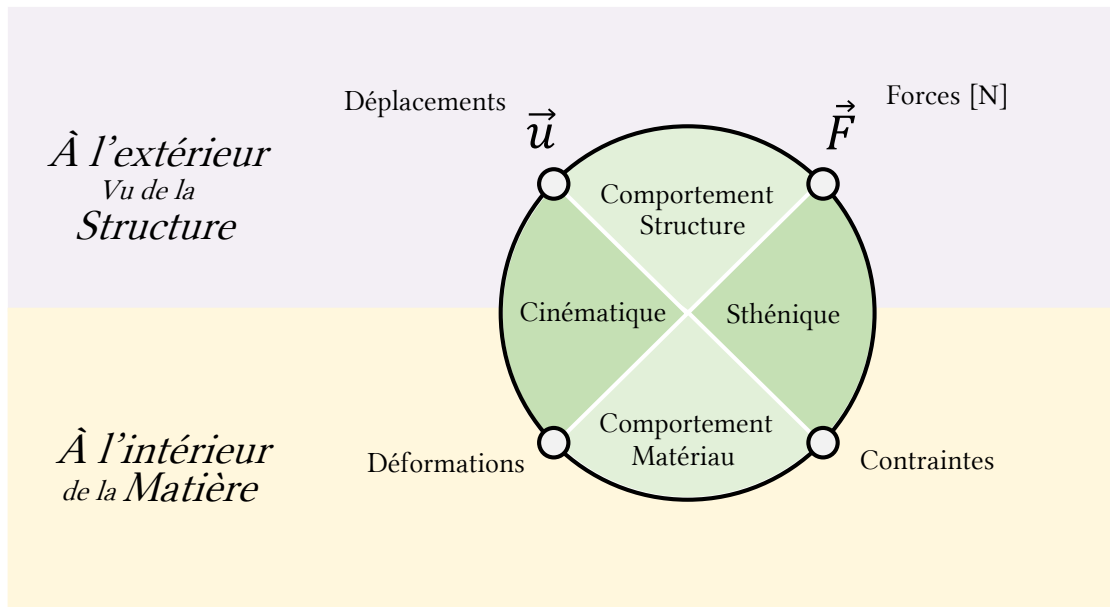 Déplacements
Forces [N]
u⃗
F⃗
À l'extérieur
Vu de la
Structure
Comportement
Structure
Cinématique
Sthénique
À l'intérieur
de la Matière
Déformations
Comportement
Matériau
Contraintes